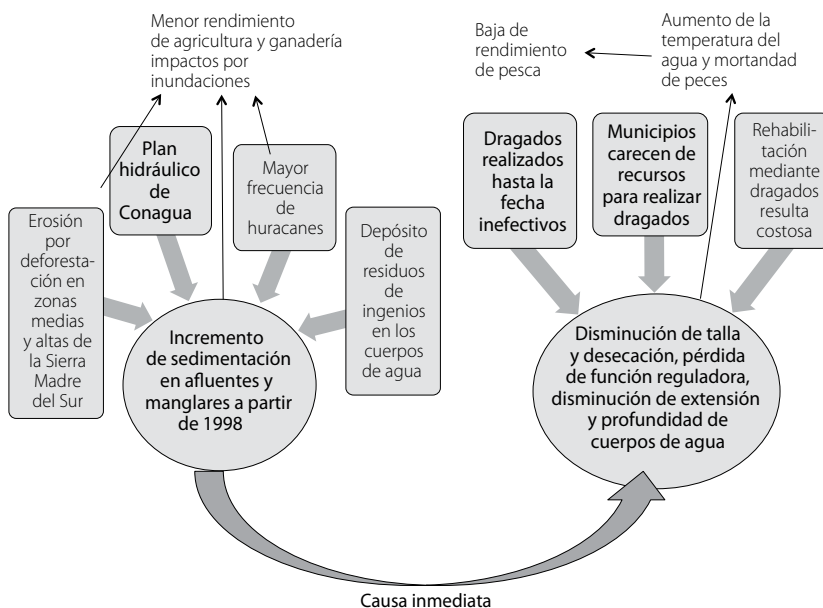 Menor rendimiento
de agricultura y ganadería
impactos por
inundaciones
Baja de
rendimiento
de pesca
Aumento de la
temperatura del
agua y mortandad
de peces
Erosión
por
deforesta-
ción en
zonas
medias
y altas de
la Sierra
Madre
del Sur
Plan
hidráulico
de
Conagua
Mayor
frecuencia
de
huracanes
Depósito
de
residuos
de
ingenios
en los
cuerpos
de agua
Incremento
de sedimentación
en afluentes y
manglares a partir
de 1998
Dragados
realizados
hasta la
fecha
inefectivos
Municipios
carecen de
recursos
para realizar
dragados
Rehabili-
tación
mediante
dragados
resulta
costosa
Disminución de talla
y desecación, pérdida
de función reguladora,
disminución de extensión
y profundidad de
cuerpos de agua
Causa inmediata